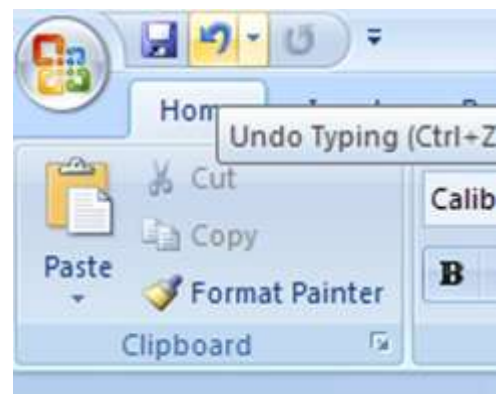 Hom
Undo Typing (Ctrl+Z
Cut
Calib
Copy
Paste
B
Format Painter
Clipboard